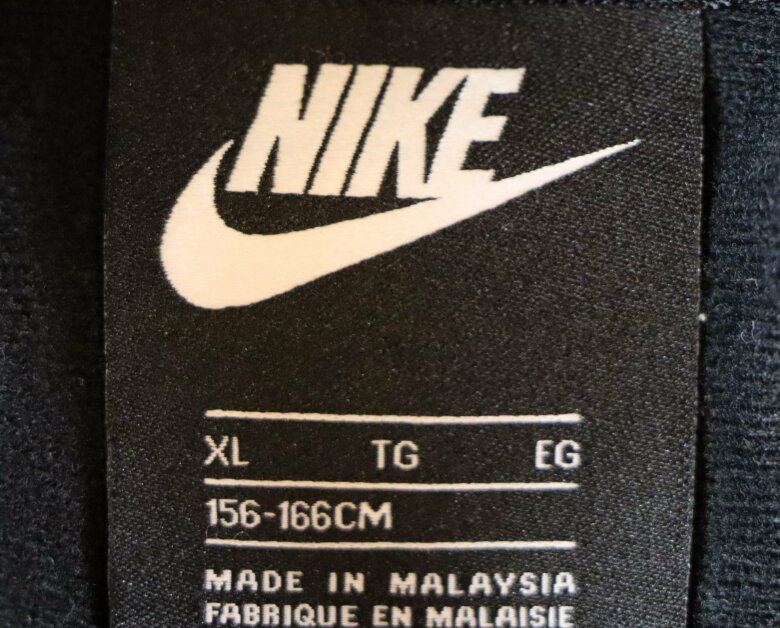 NIKE
XL TG EG
156-166CM
MADE IN MALAYSIA
FABRIQUE EN MALAISIE